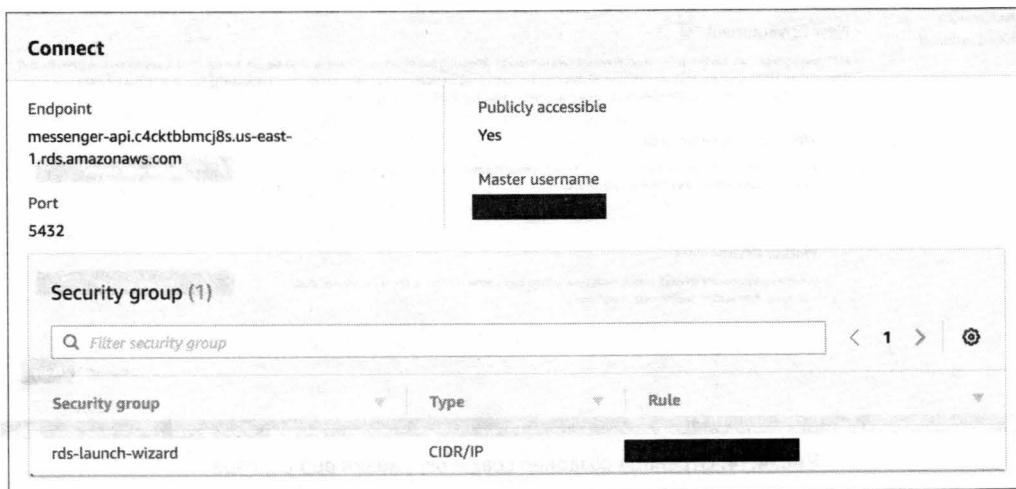 Connect
Endpoint
messenger-api.c4cktbbmcj8s.us-east-
1.rds.amazonaws.com
Port
5432
Publicly accessible
Yes
Master username
Security group (1)
Filter security group
1
Security group
Type
Rule
rds-launch-wizard
CIDR/IP